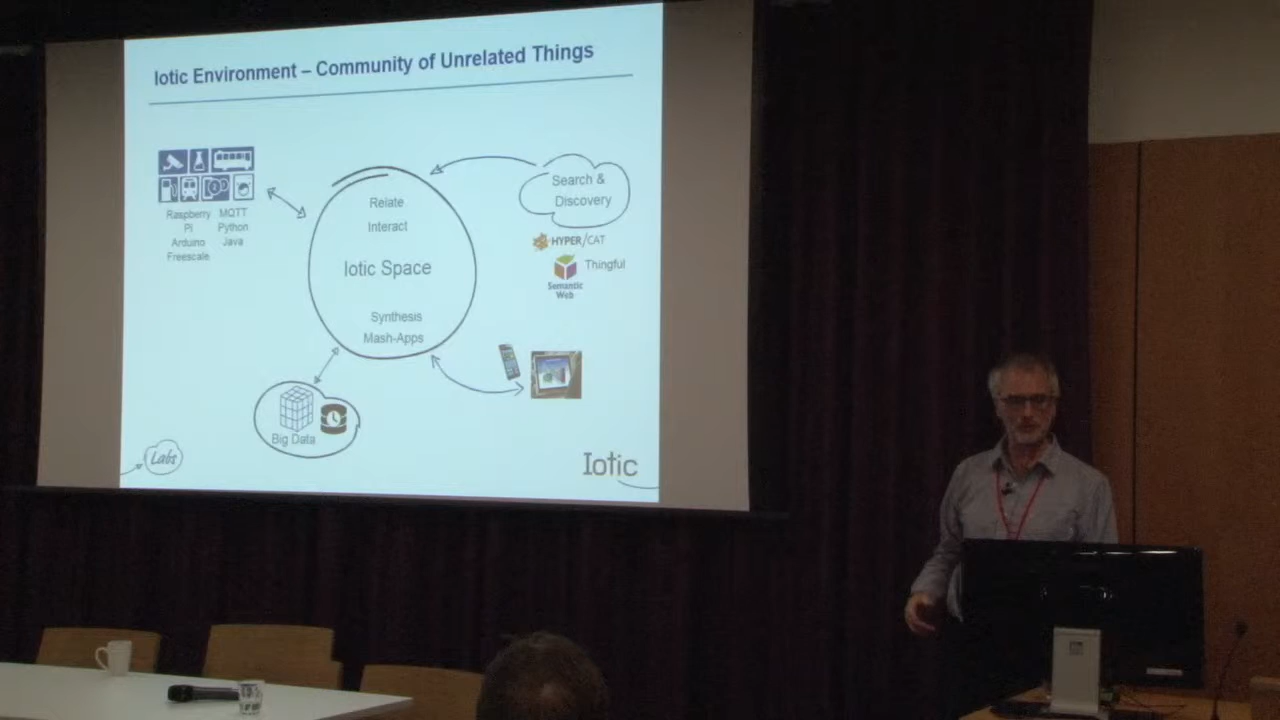 Iotic Environment – Community of Unrelated Things
Raspberry
Pi
Arduino
Freescale
MQTT
Python
Java
Relate
Interact
Iotic Space
Synthesis
Mash-Apps
Search &
Discovery
HYPER/CAT
Thingful
Semantic
Web
Big Data
Labs
Iotic